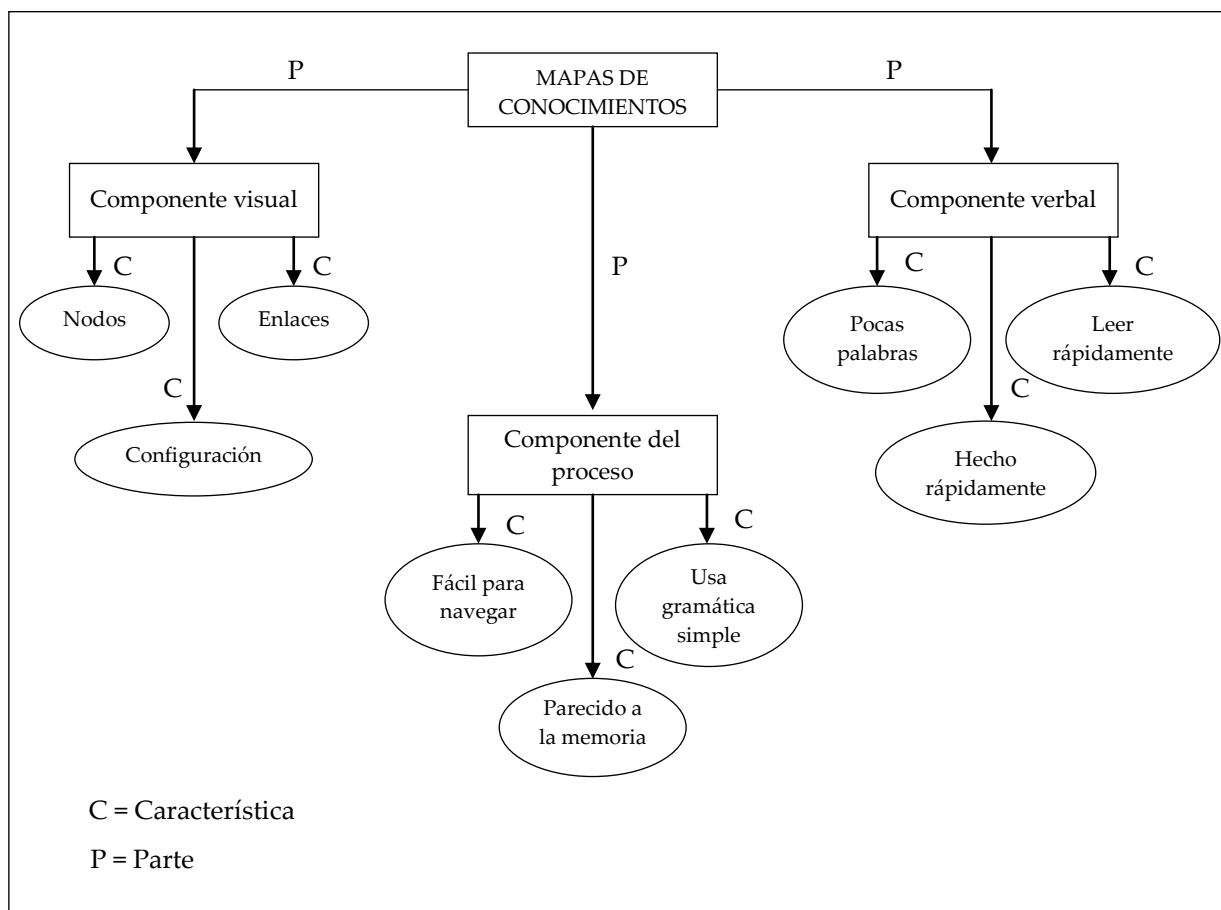 P
MAPAS DE
CONOCIMIENTOS
P
Componente visual
Componente verbal
C
C
P
C
C
Nodos
Enlaces
Pocas
palabras
Leer
rápidamente
C
C
Configuración
Componente del
proceso
Hecho
rápidamente
C
C
Fácil para
navegar
Usa
gramática
simple
C
Parecido a
la memoria
C = Característica
P = Parte